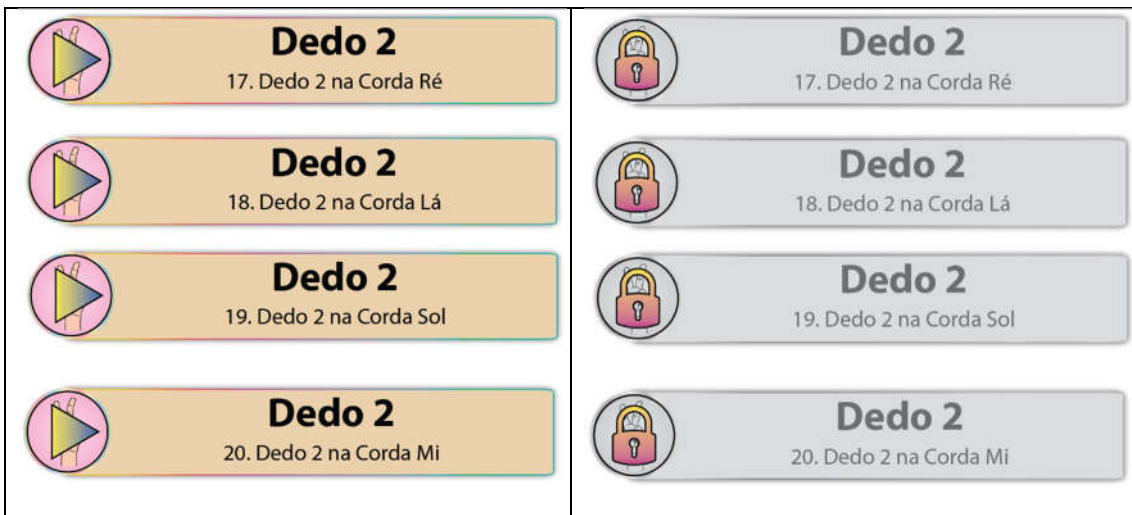 Dedo 2
17. Dedo 2 na Corda Ré
Dedo 2
18. Dedo 2 na Corda Lá
Dedo 2
19. Dedo 2 na Corda Sol
Dedo 2
20. Dedo 2 na Corda Mi
Dedo 2
17. Dedo 2 na Corda Ré
Dedo 2
18. Dedo 2 na Corda Lá
Dedo 2
19. Dedo 2 na Corda Sol
Dedo 2
20. Dedo 2 na Corda Mi